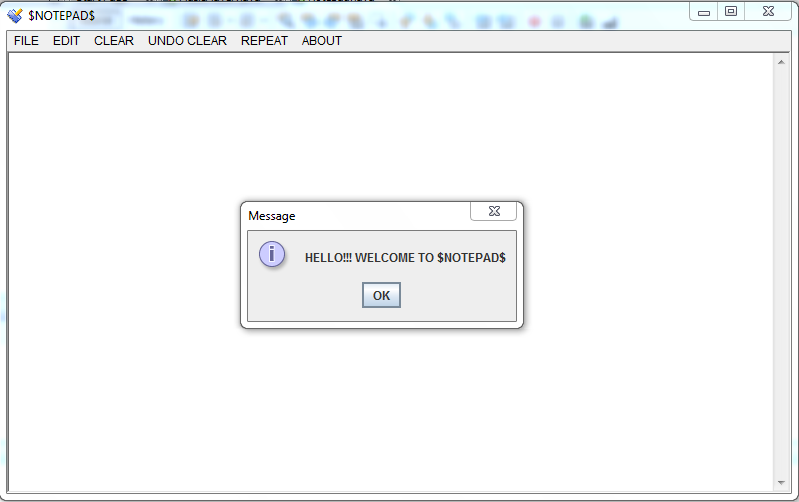 $NOTEPAD$
FILE EDIT CLEAR UNDO CLEAR REPEAT ABOUT
Message
HELLO!!! WELCOME TO $NOTEPAD$
OK